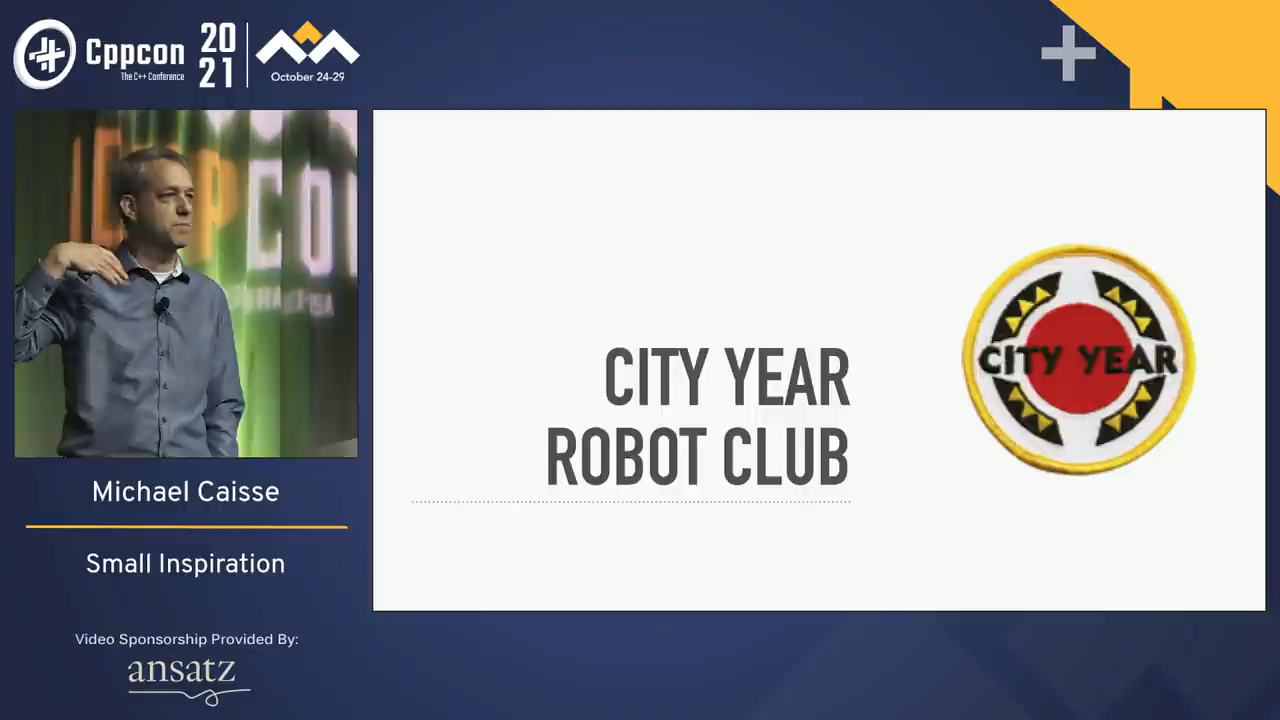 Cppcon
The C++ Conference
20
21
October 24-29
CPPCON
Michael Caisse
Small Inspiration
Video Sponsorship Provided By:
ansatz
CITY YEAR
ROBOT CLUB
CITY YEAR